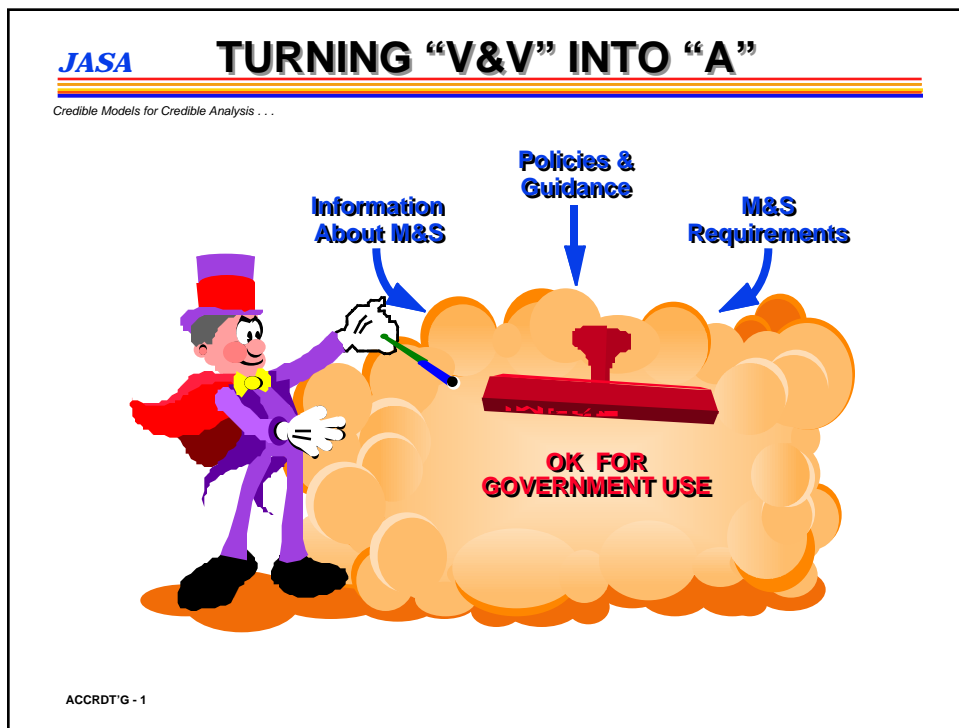 JASA
TURNING “V&V” INTO “A”
Credible Models for Credible Analysis . . .
Policies &
Guidance
Information
About M&S
M&S
Requirements
OK FOR
GOVERNMENT USE
ACCRDT'G - 1